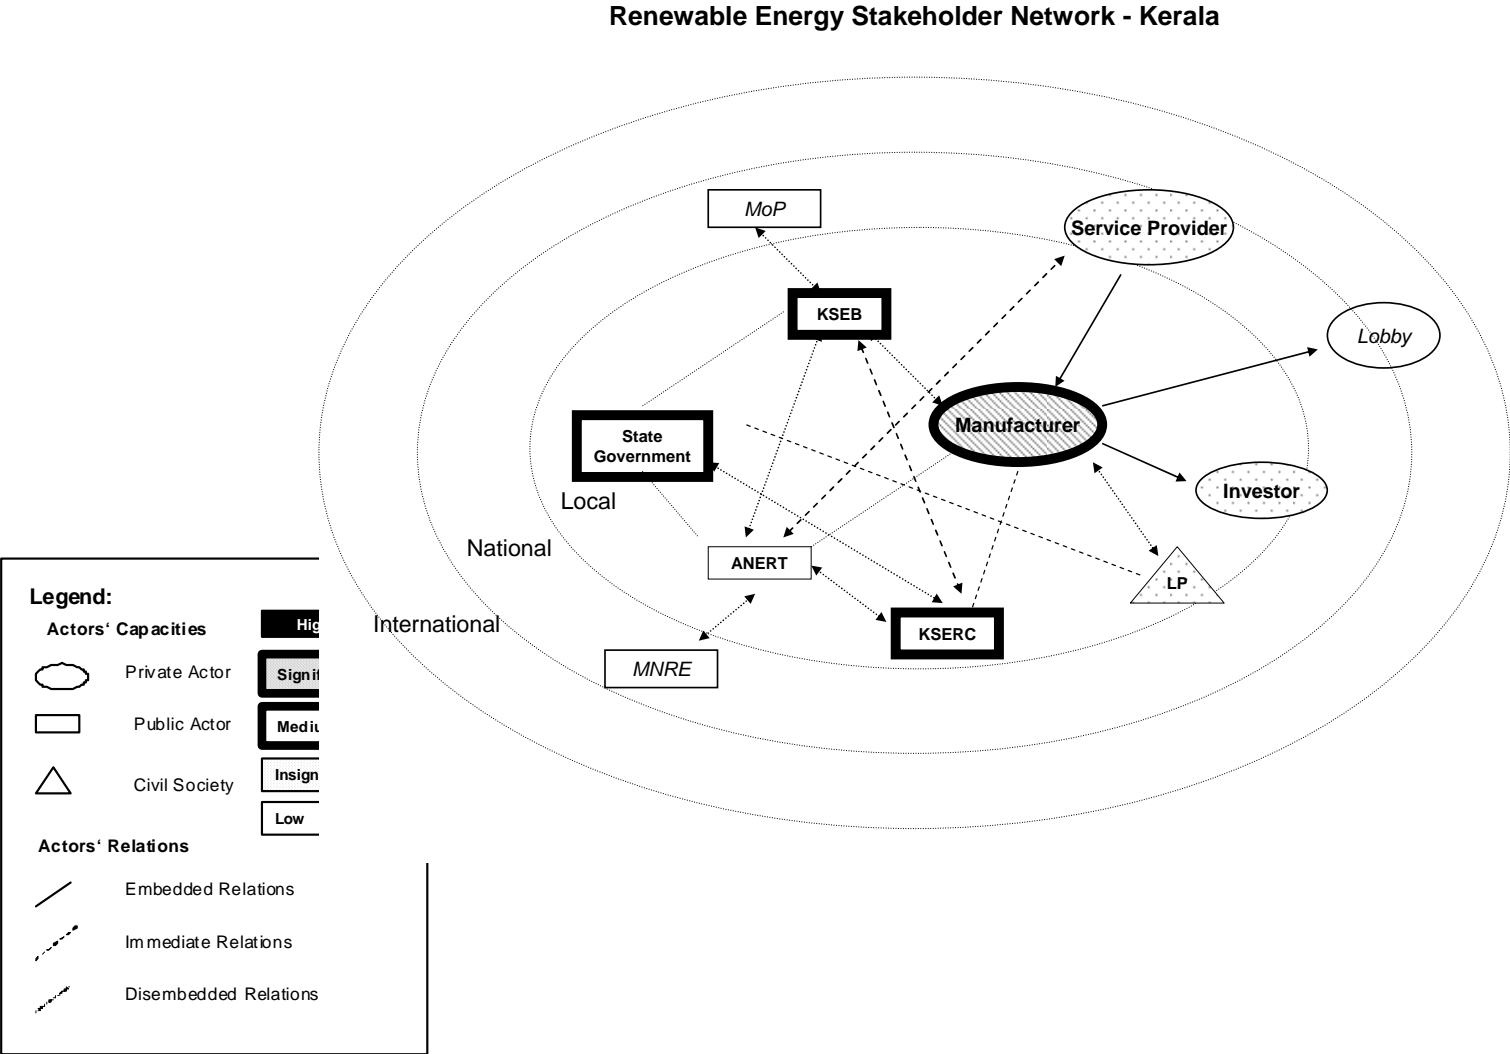 Renewable Energy Stakeholder Network - Kerala
MoP
Service Provider
KSEB
Lobby
Manufacturer
State
Government
Investor
Local
National
ANERT
LP
International
KSERC
MNRE
Legend:
Actors‘ Capacities
Private Actor
Public Actor
Civil Society
Low
Actors‘ Relations
Embedded Relations
Immediate Relations
Disembedded Relations